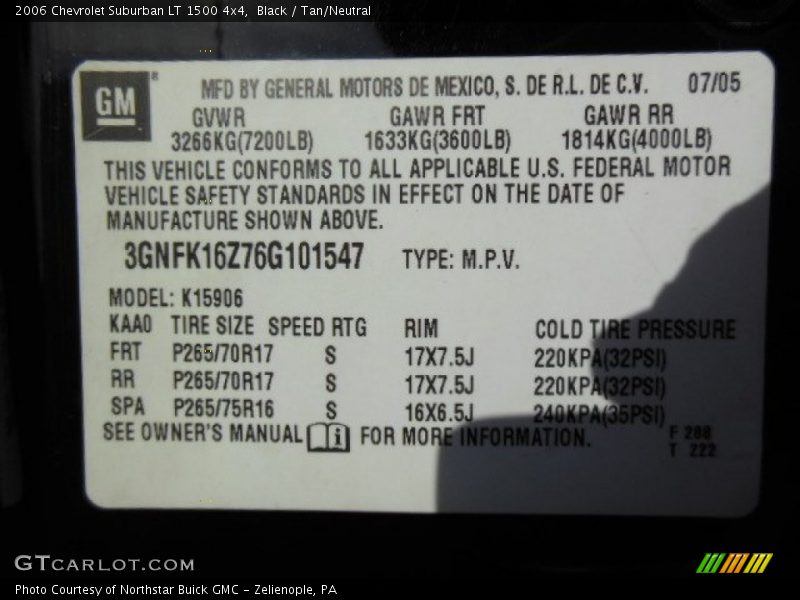 2006 Chevrolet Suburban LT 1500 4x4, Black / Tan/Neutral
GM ®
MFD BY GENERAL MOTORS DE MEXICO, S. DE R.L. DE C.V. 07/05
GVWR GAWR FRT GAWR RR
3266KG(7200LB) 1633KG(3600LB) 1814KG(4000LB)
THIS VEHICLE CONFORMS TO ALL APPLICABLE U.S. FEDERAL MOTOR
VEHICLE SAFETY STANDARDS IN EFFECT ON THE DATE OF
MANUFACTURE SHOWN ABOVE.
3GNFK16Z76G101547 TYPE: M.P.V.
MODEL: K15906
KAA0 TIRE SIZE SPEED RTG RIM COLD TIRE PRESSURE
FRT P265/70R17 S 17X7.5J 220KPA(32PSI)
RR P265/70R17 S 17X7.5J 220KPA(32PSI)
SPA P265/75R16 S 16X6.5J 240KPA(35PSI)
SEE OWNER'S MANUAL i FOR MORE INFORMATION.
F 208
T 222
GTCARLOT.COM
Photo Courtesy of Northstar Buick GMC - Zelienople, PA